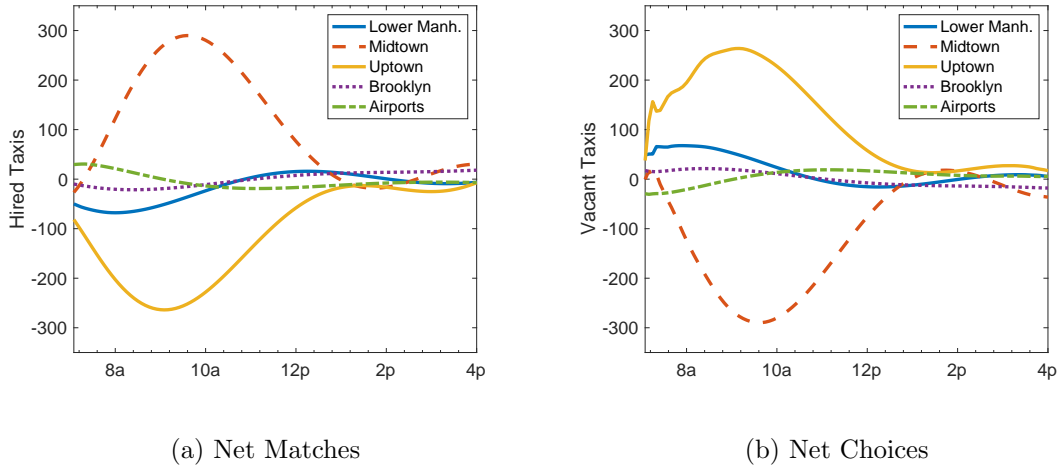 Hired Taxis
300
200
100
0
-100
-200
-300
8a
10a
12p
2p
4p
Lower Manh.
Midtown
Uptown
Brooklyn
Airports
(a) Net Matches
Vacant Taxis
300
200
100
0
-100
-200
-300
8a
10a
12p
2p
4p
Lower Manh.
Midtown
Uptown
Brooklyn
Airports
(b) Net Choices